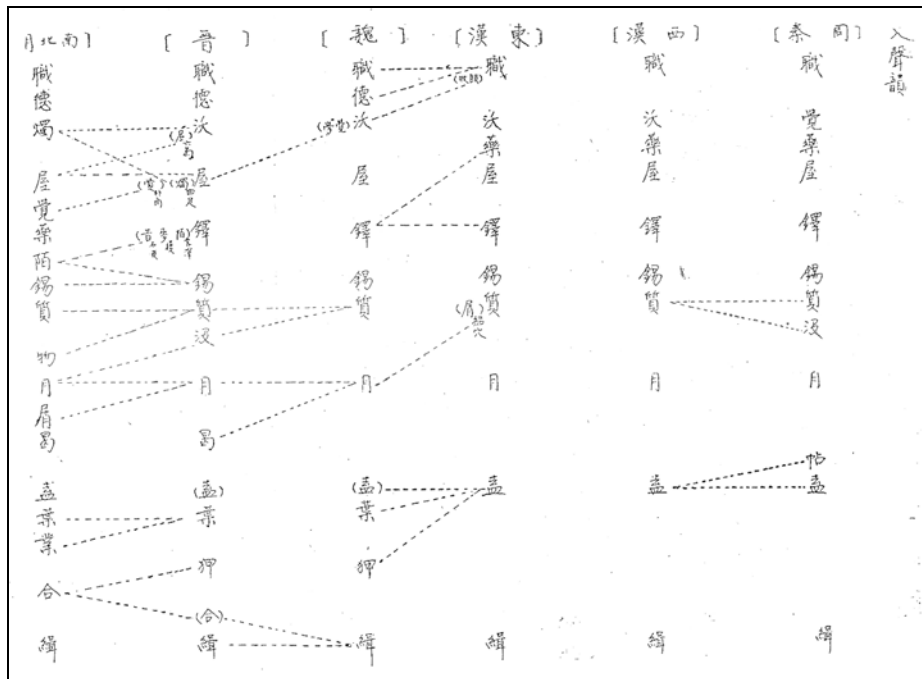 入聲韻
[周秦]
職
覺
藥
屋
鐸
錫
質
沒
月
帖
盍
緝
[西漢]
職
沃
藥
屋
鐸
錫
質
月
盍
緝
[東漢]
職
沃
藥
屋
鐸
錫
(屑)質
月
盍
緝
[魏]
職
德
沃
屋
鐸
錫
質
月
(盍)
葉
狎
緝
[晉]
職
德
沃
屋
鐸
錫
質
沒
月
曷
(盍)
葉
狎
(合)
緝
[南北
職
德
燭
屋
覺
藥
陌
錫
質
物
月
屑
曷
盍
葉
業
合
緝